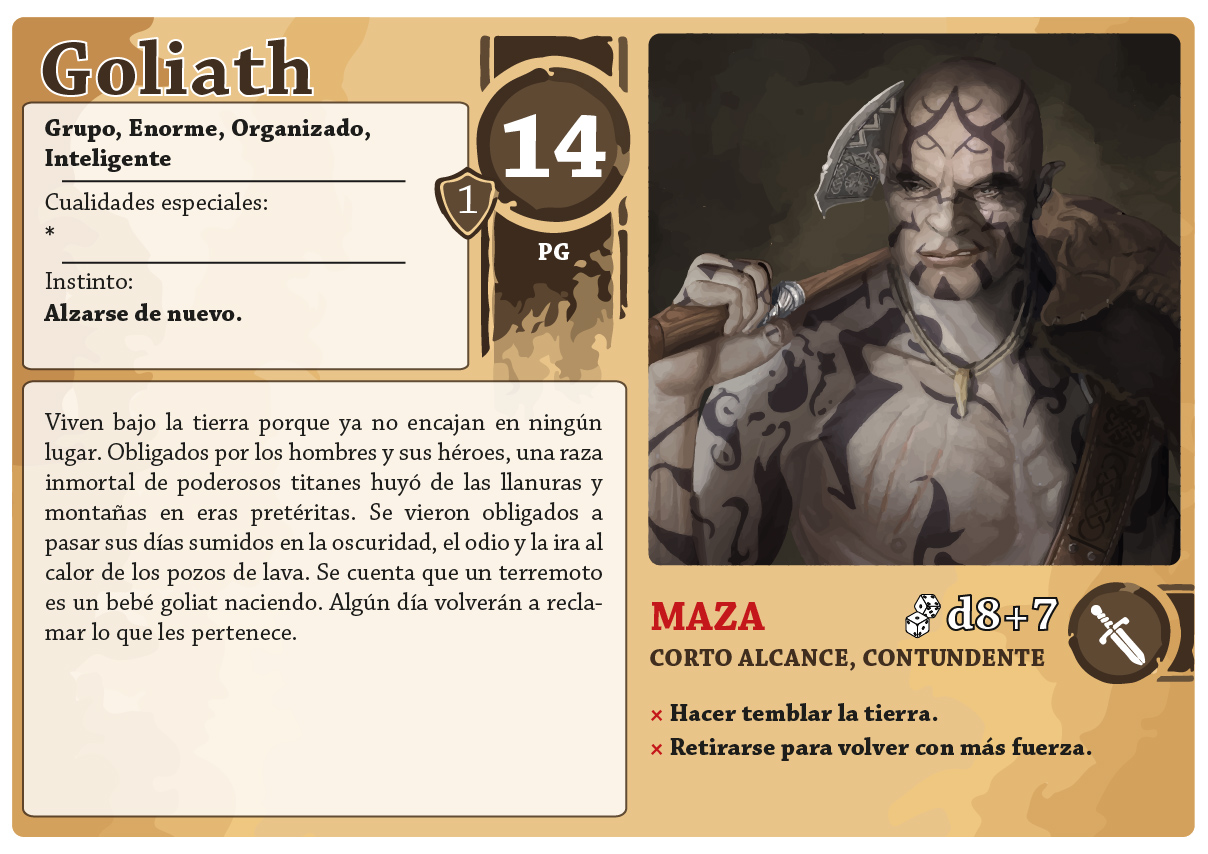 Goliath
Grupo, Enorme, Organizado,
Inteligente
Cualidades especiales:
*
Instinto:
Alzarse de nuevo.
1
14
PG
Viven bajo la tierra porque ya no encajan en ningún
lugar. Obligados por los hombres y sus héroes, una raza
inmortal de poderosos titanes huyó de las llanuras y
montañas en eras pretéritas. Se vieron obligados a
pasar sus días sumidos en la oscuridad, el odio y la ira al
calor de los pozos de lava. Se cuenta que un terremoto
es un bebé goliat naciendo. Algún día volverán a recla-
mar lo que les pertenece.
MAZA
d8+7
CORTO ALCANCE, CONTUNDENTE
× Hacer temblar la tierra.
× Retirarse para volver con más fuerza.